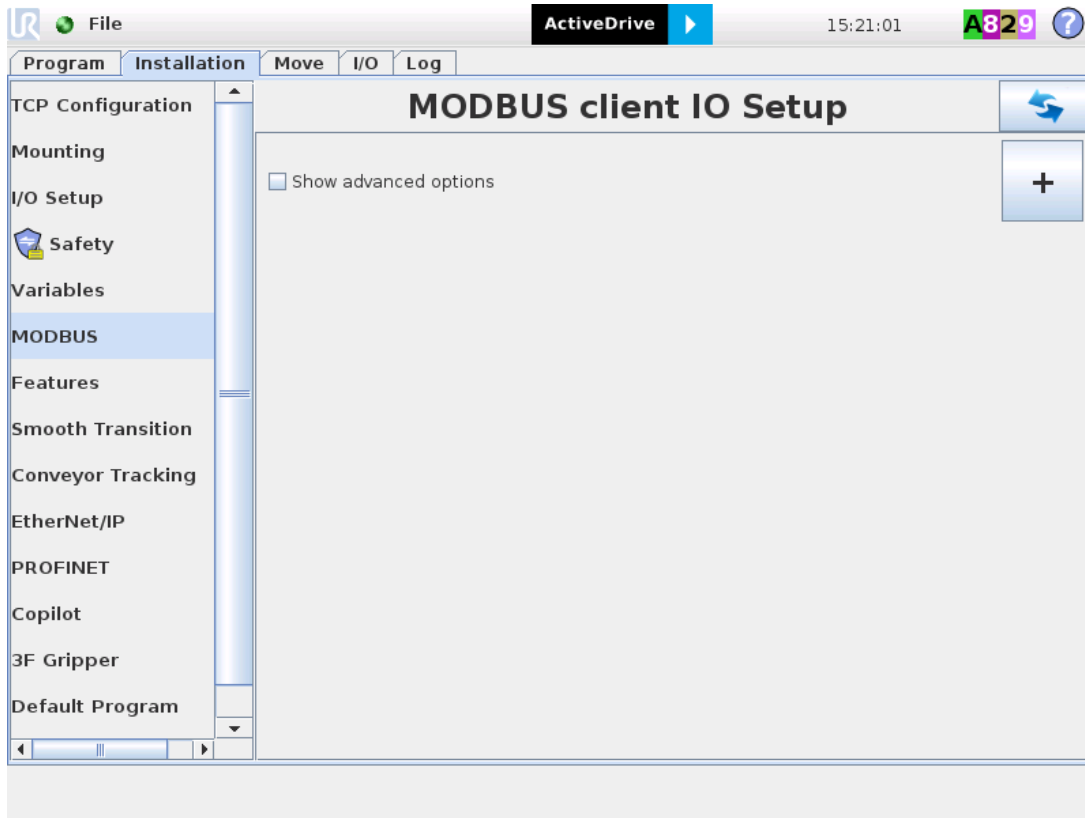 UR File ActiveDrive 15:21:01 A829 ?
Program Installation Move I/O Log
TCP Configuration
MODBUS client IO Setup
Mounting
Show advanced options
+
I/O Setup
Safety
Variables
MODBUS
Features
Smooth Transition
Conveyor Tracking
EtherNet/IP
PROFINET
Copilot
3F Gripper
Default Program